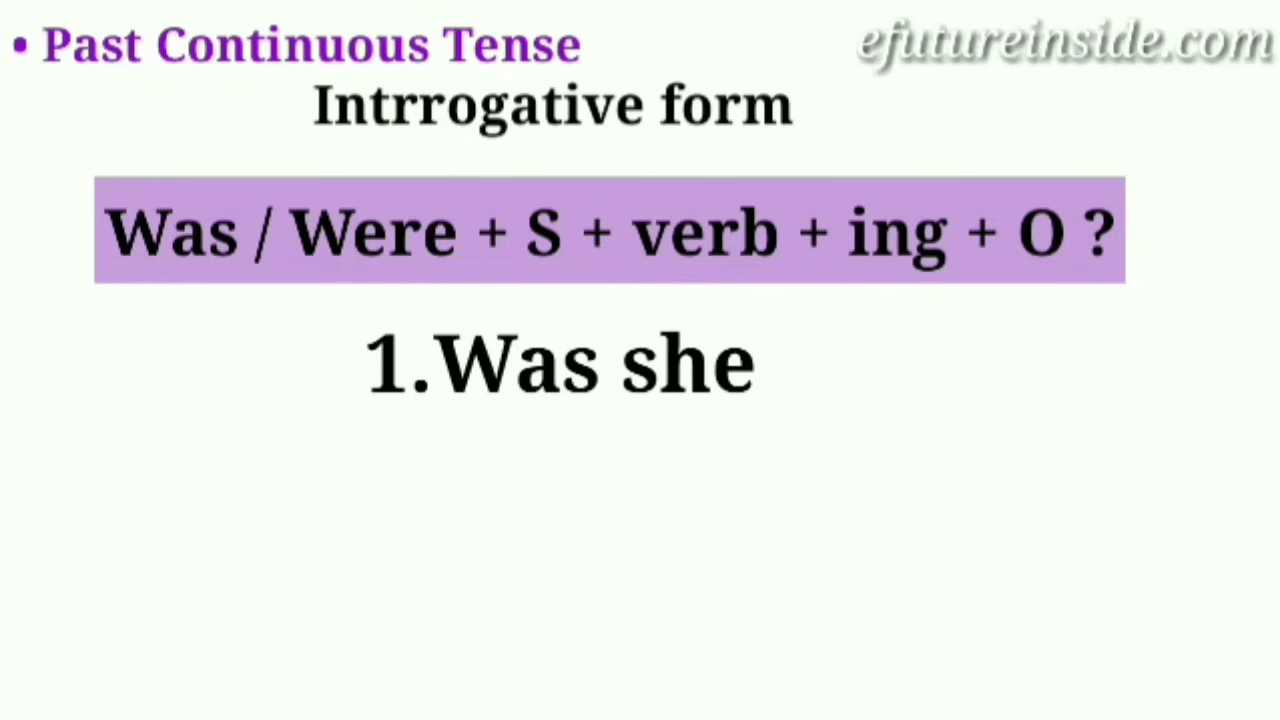 • Past Continuous Tense
efutureinside.com
Intrrogative form
Was / Were + S + verb + ing + O ?
1.Was she